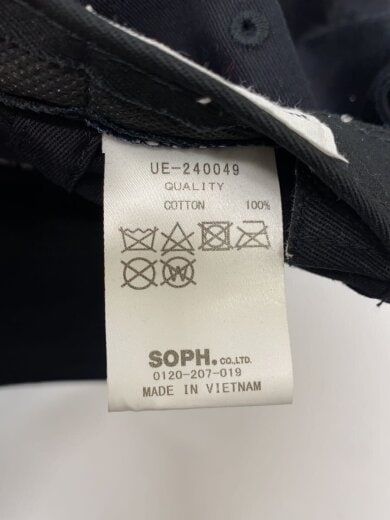 UE-240049
QUALITY
COTTON 100%
W
SOPH.CO.,LTD.
0120-207-019
MADE IN VIETNAM